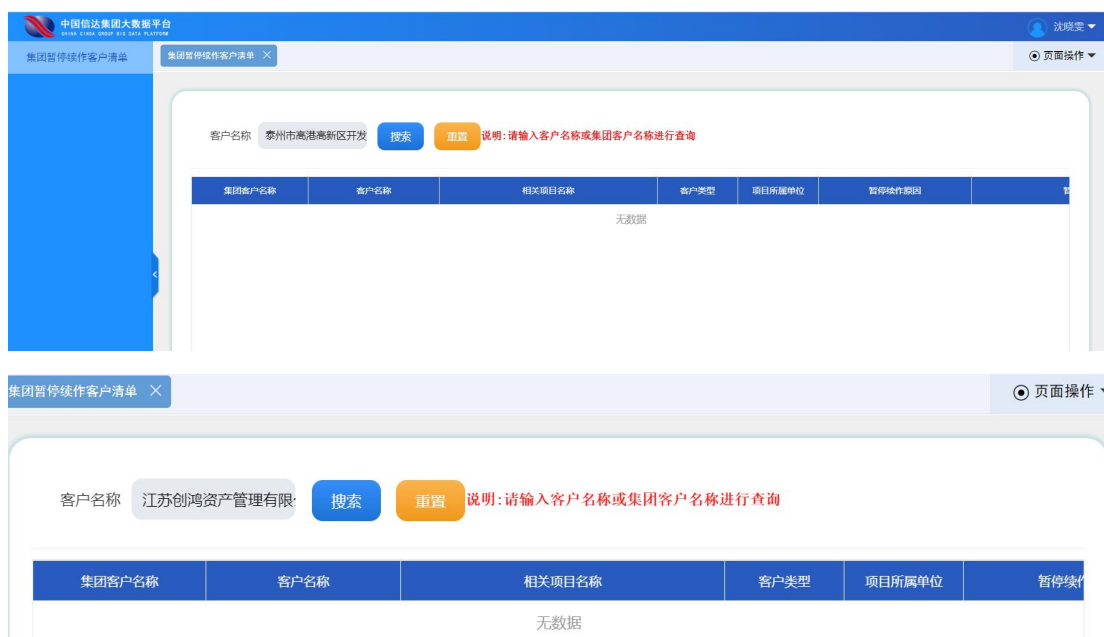 中国信达集团大数据平台
CHINA CINDA GROUP BIG DATA PLATFORM
沈晓雯
集团暂停续作客户清单
集团暂停续作客户清单
页面操作
客户名称 泰州市高港高新区开发 搜索 重置 说明:请输入客户名称或集团客户名称进行查询
集团客户名称 客户名称 相关项目名称 客户类型 项目所属单位 暂停续作原因 暂
无数据
集团暂停续作客户清单
页面操作
客户名称 江苏创鸿资产管理有限 搜索 重置 说明:请输入客户名称或集团客户名称进行查询
集团客户名称 客户名称 相关项目名称 客户类型 项目所属单位 暂停续作
无数据